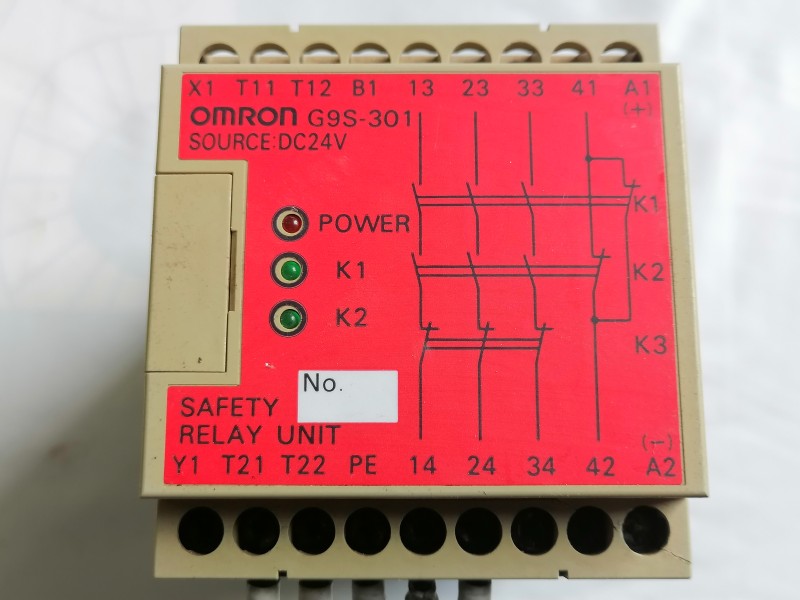 X1 T11 T12 B1 13 23 33 41 A1
(+)
OMRON G9S-301
SOURCE:DC24V
K1
POWER
K1
K2
K2
K3
No.
SAFETY
RELAY UNIT
(−)
Y1 T21 T22 PE 14 24 34 42 A2